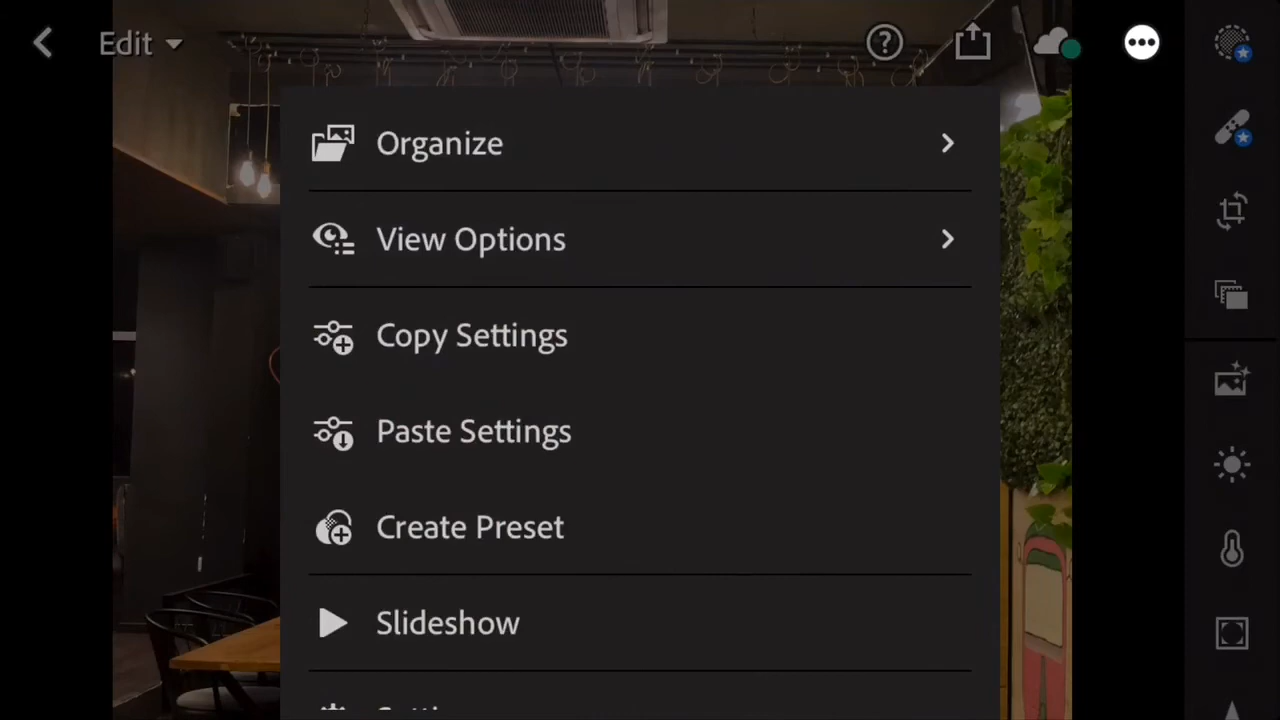 Edit
Organize
View Options
Copy Settings
Paste Settings
Create Preset
Slideshow